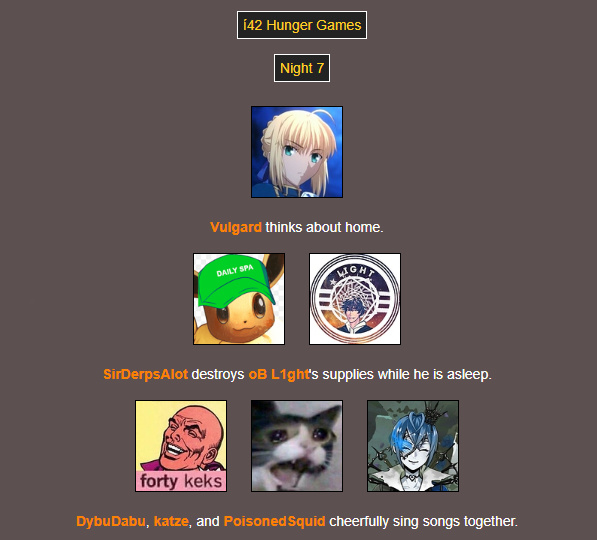 í42 Hunger Games
Night 7
Vulgard thinks about home.
DAILY SPA
LIGHT
SirDerpsAlot destroys oB L1ght's supplies while he is asleep.
forty keks
DybuDabu, katze, and PoisonedSquid cheerfully sing songs together.